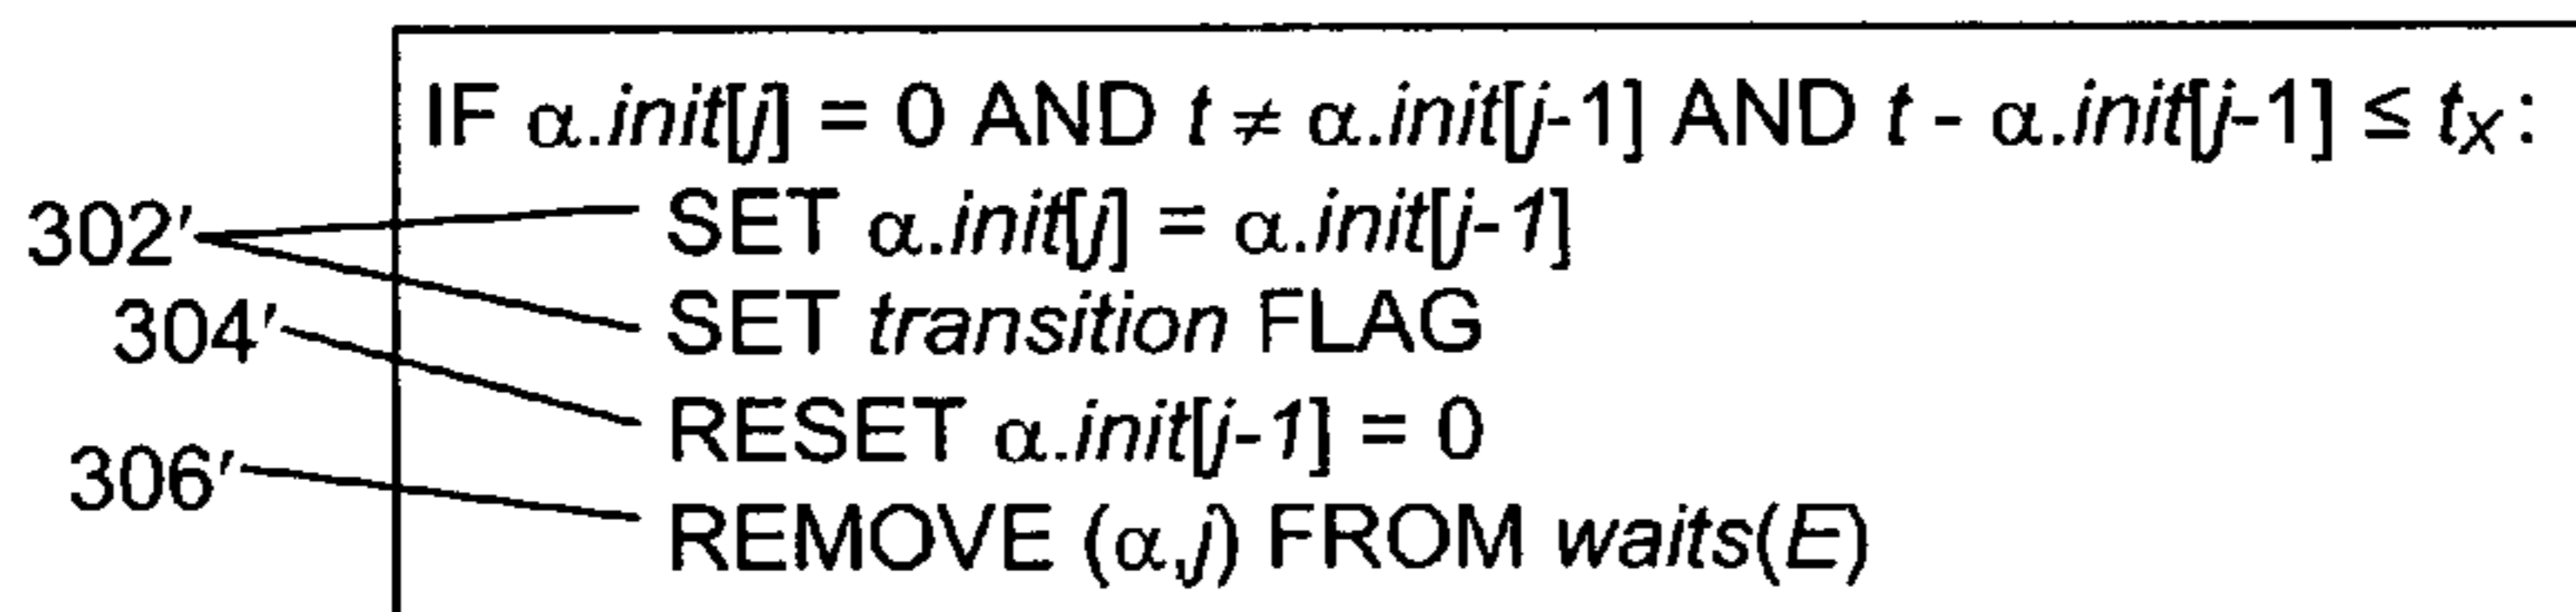 IF α.init[j] = 0 AND t ≠ α.init[j-1] AND t - α.init[j-1] ≤ tX:
302′ SET α.init[j] = α.init[j-1]
SET transition FLAG
304′ RESET α.init[j-1] = 0
306′ REMOVE (α,j) FROM waits(E)